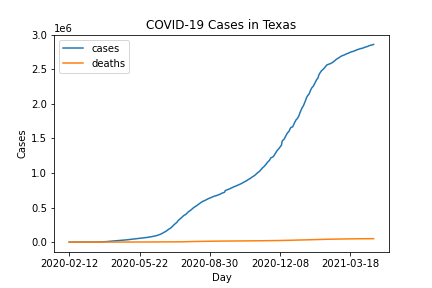 COVID-19 Cases in Texas
1e6
3.0
2.5
2.0
1.5
1.0
0.5
0.0
Cases
cases
deaths
2020-02-12 2020-05-22 2020-08-30 2020-12-08 2021-03-18
Day